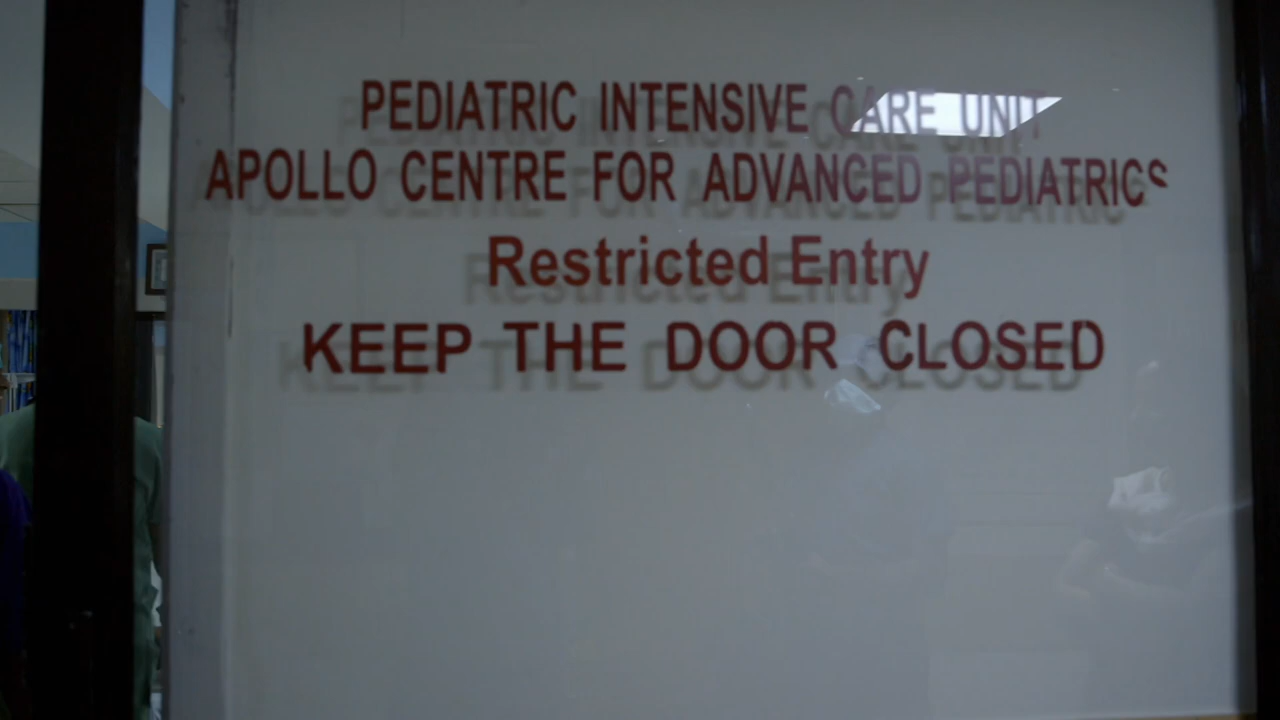 PEDIATRIC INTENSIVE CARE UNIT
APOLLO CENTRE FOR ADVANCED PEDIATRICS
Restricted Entry
KEEP THE DOOR CLOSED